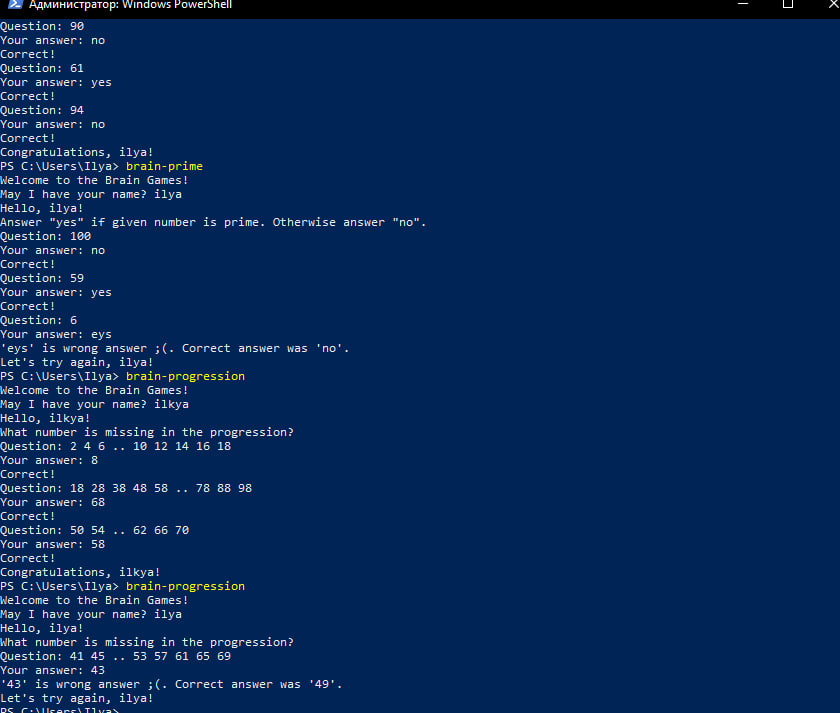 Администратор: Windows PowerShell
Question: 90
Your answer: no
Correct!
Question: 61
Your answer: yes
Correct!
Question: 94
Your answer: no
Correct!
Congratulations, ilya!
PS C:\Users\Ilya> brain-prime
Welcome to the Brain Games!
May I have your name? ilya
Hello, ilya!
Answer "yes" if given number is prime. Otherwise answer "no".
Question: 100
Your answer: no
Correct!
Question: 59
Your answer: yes
Correct!
Question: 6
Your answer: eys
'eys' is wrong answer ;(. Correct answer was 'no'.
Let's try again, ilya!
PS C:\Users\Ilya> brain-progression
Welcome to the Brain Games!
May I have your name? ilkya
Hello, ilkya!
What number is missing in the progression?
Question: 2 4 6 .. 10 12 14 16 18
Your answer: 8
Correct!
Question: 18 28 38 48 58 .. 78 88 98
Your answer: 68
Correct!
Question: 50 54 .. 62 66 70
Your answer: 58
Correct!
Congratulations, ilkya!
PS C:\Users\Ilya> brain-progression
Welcome to the Brain Games!
May I have your name? ilya
Hello, ilya!
What number is missing in the progression?
Question: 41 45 .. 53 57 61 65 69
Your answer: 43
'43' is wrong answer ;(. Correct answer was '49'.
Let's try again, ilya!
PS C:\Users\Ilya>